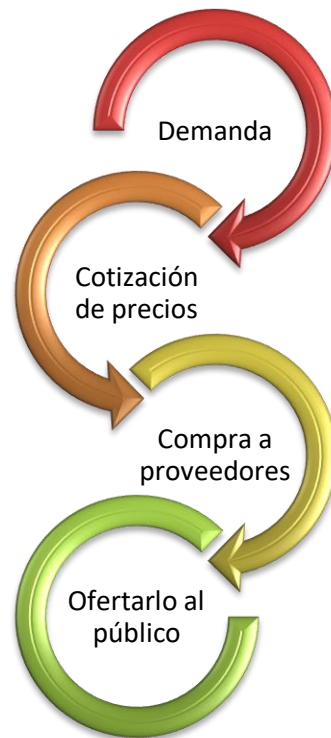 Demanda
Cotización
de precios
Compra a
proveedores
Ofertarlo al
público